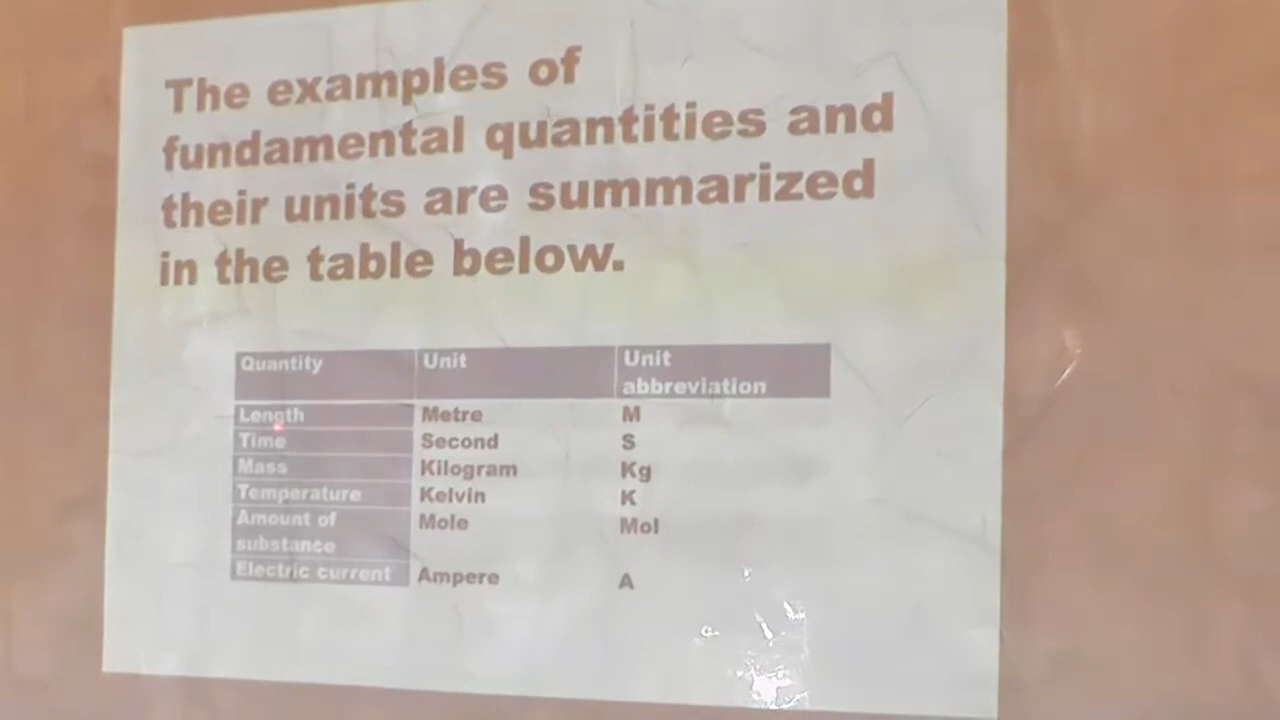 The examples of
fundamental quantities and
their units are summarized
in the table below.
Quantity Unit Unit abbreviation
Length Metre M
Time Second S
Mass Kilogram Kg
Temperature Kelvin K
Amount of substance Mole Mol
Electric current Ampere A